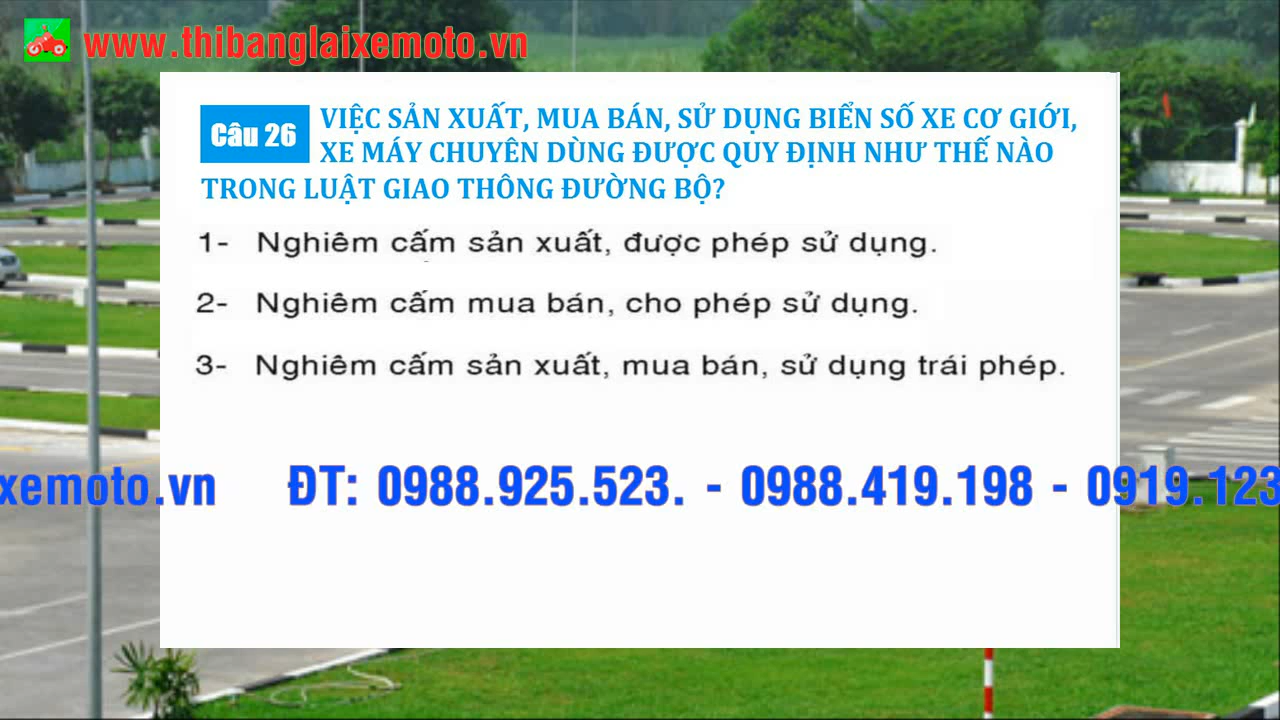 www.thibanglaixemoto.vn
Câu 26
VIỆC SẢN XUẤT, MUA BÁN, SỬ DỤNG BIỂN SỐ XE CƠ GIỚI,
XE MÁY CHUYÊN DÙNG ĐƯỢC QUY ĐỊNH NHƯ THẾ NÀO
TRONG LUẬT GIAO THÔNG ĐƯỜNG BỘ?
1- Nghiêm cấm sản xuất, được phép sử dụng.
2- Nghiêm cấm mua bán, cho phép sử dụng.
3- Nghiêm cấm sản xuất, mua bán, sử dụng trái phép.
xemoto.vn ĐT: 0988.925.523. - 0988.419.198 - 0919.123